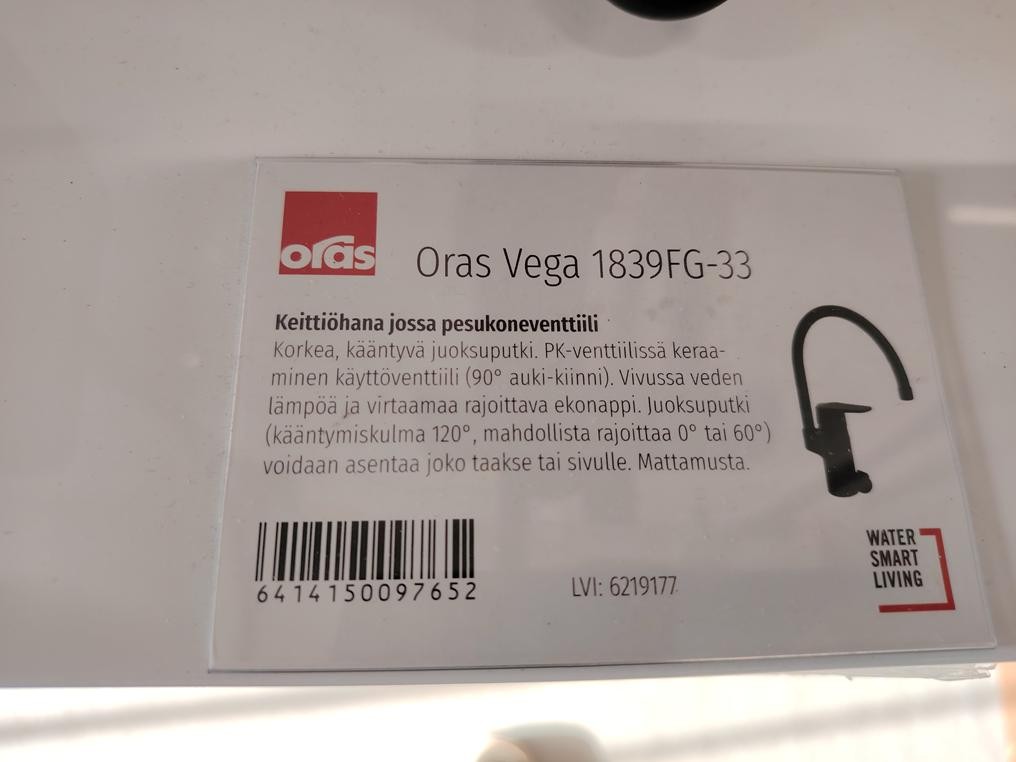 oras
Oras Vega 1839FG-33
Keittiöhana jossa pesukoneventtiili
Korkea, kääntyvä juoksuputki. PK-venttiilissä keraa-
minen käyttöventtiili (90° auki-kiinni). Vivussa veden
lämpöä ja virtaamaa rajoittava ekonappi. Juoksuputki
(kääntymiskulma 120°, mahdollista rajoittaa 0° tai 60°)
voidaan asentaa joko taakse tai sivulle. Mattamusta.
6414150097652
LVI: 6219177
WATER
SMART
LIVING